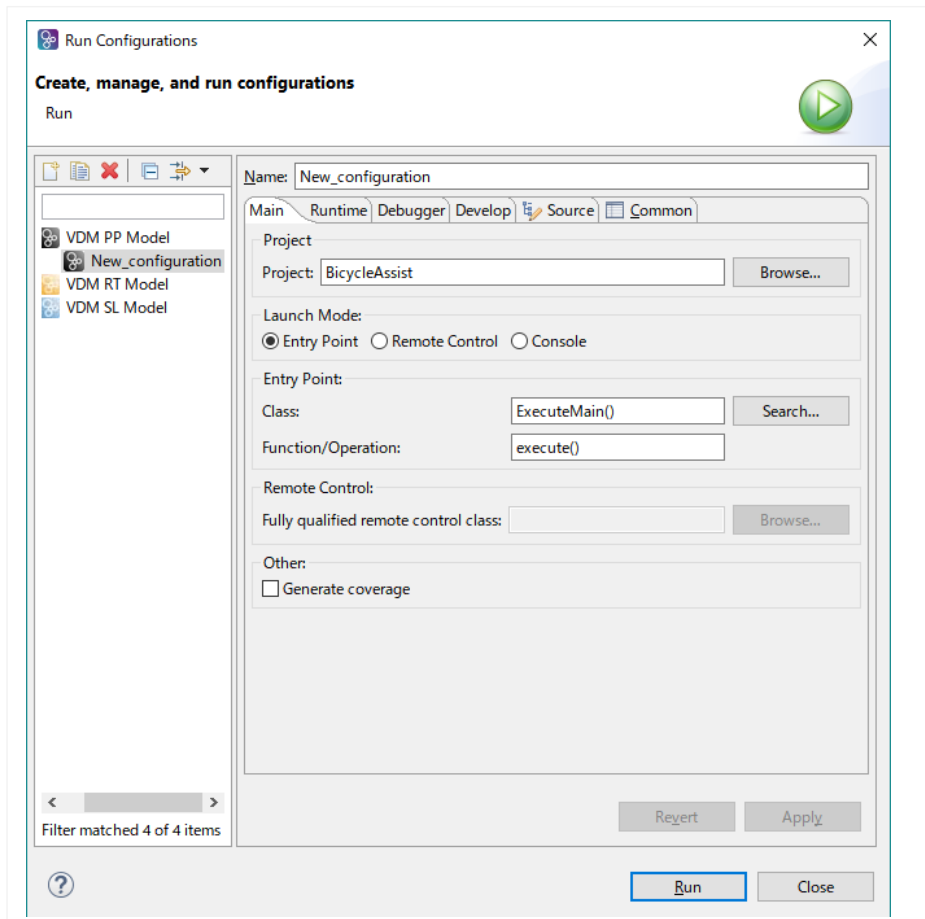 Run Configurations
Create, manage, and run configurations
Run
Name: New_configuration
Main Runtime Debugger Develop Source Common
VDM PP Model
New_configuration
VDM RT Model
VDM SL Model
Project
Project: BicycleAssist Browse...
Launch Mode:
Entry Point Remote Control Console
Entry Point:
Class: ExecuteMain() Search...
Function/Operation: execute()
Remote Control:
Fully qualified remote control class: Browse...
Other:
Generate coverage
Filter matched 4 of 4 items
Revert Apply
? Run Close